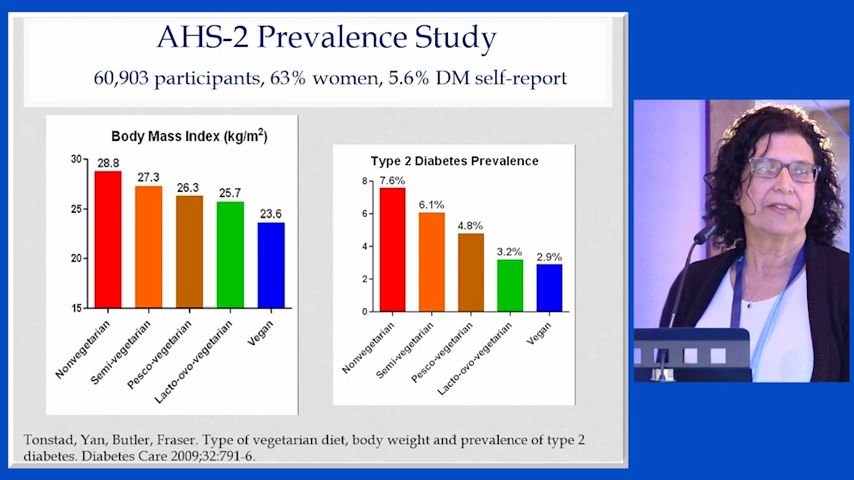 AHS-2 Prevalence Study
60,903 participants, 63% women, 5.6% DM self-report
Body Mass Index (kg/m²)
30
25
20
15
28.8
27.3
26.3
25.7
23.6
Nonvegetarian
Semi-vegetarian
Pesco-vegetarian
Lacto-ovo-vegetarian
Vegan
Type 2 Diabetes Prevalence
8
6
4
2
0
7.6%
6.1%
4.8%
3.2%
2.9%
Nonvegetarian
Semi-vegetarian
Pesco-vegetarian
Lacto-ovo-vegetarian
Vegan
Tonstad, Yan, Butler, Fraser. Type of vegetarian diet, body weight and prevalence of type 2
diabetes. Diabetes Care 2009;32:791-6.